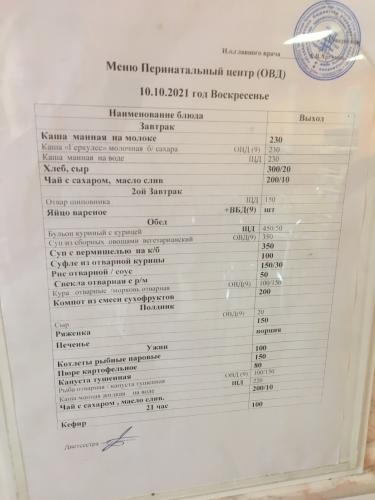 И.о.главного врача
Меню Перинатальный центр (ОВД)
10.10.2021 год Воскресенье
Наименование блюда Выход
Завтрак
Каша манная на молоке 230
Каша «Геркулес» молочная б/ сахара ОВД (9) 230
Каша манная на воде ЩД 230
Хлеб, сыр 300/20
Чай с сахаром, масло слив 200/10
2ой Завтрак
Отвар шиповника ЩД 150
Яйцо вареное +ВБД(9) шт
Обед
Бульон куриный с курицей ЩД 450/50
Суп из сборных овощами вегетарианский ОВД(9) 350
Суп с вермишелью на к/б 350
Суфле из отварной курицы 100
Рис отварной / соус 150/30
Свекла отварная с р/м 50
Кура отварные /морковь отварная ОВД(9) 100/150
Компот из смеси сухофруктов 200
Полдник
Сыр ОВД(9) 20
Ряженка 150
Печенье порция
Ужин
Котлеты рыбные паровые 100
Пюре картофельное 150
Капуста тушенная 80
Рыба отварная / капуста тушенная ОВД (9) 100/150
Каша манная жидкая на воде ЩД 220
Чай с сахаром , масло слив. 200/10
21 час
Кефир 100
Диетсестра